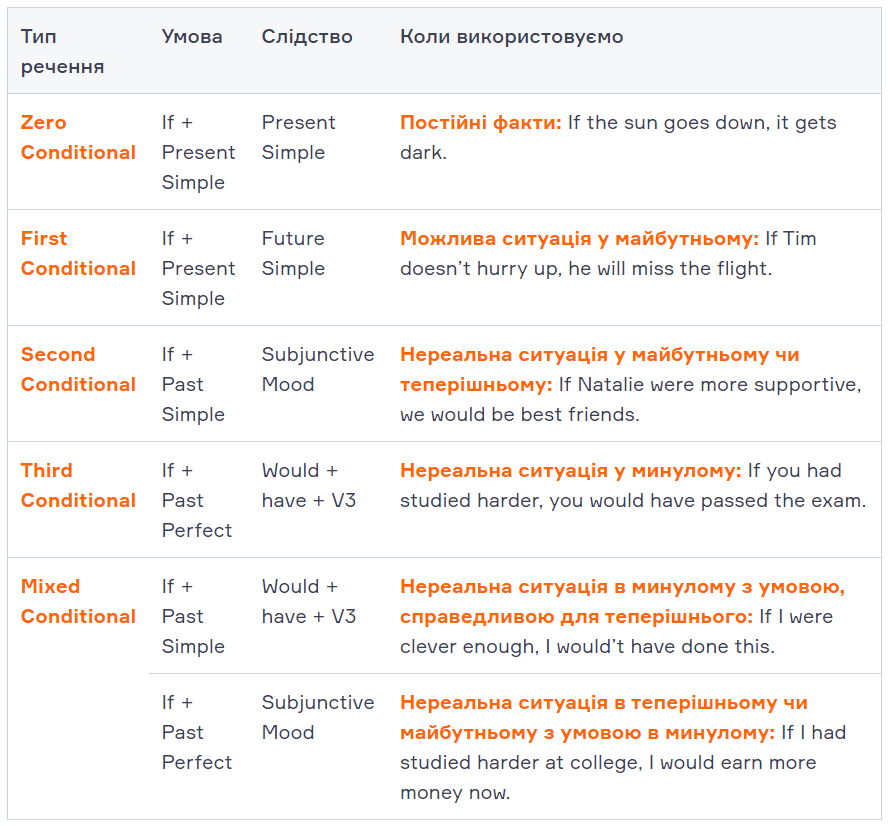 Тип речення
Умова
Слідство
Коли використовуємо
Zero
Conditional
If +
Present
Simple
Present
Simple
Постійні факти: If the sun goes down, it gets
dark.
First
Conditional
If +
Present
Simple
Future
Simple
Можлива ситуація у майбутньому: If Tim
doesn’t hurry up, he will miss the flight.
Second
Conditional
If +
Past
Simple
Subjunctive
Mood
Нереальна ситуація у майбутньому чи
теперішньому: If Natalie were more supportive,
we would be best friends.
Third
Conditional
If +
Past
Perfect
Would +
have + V3
Нереальна ситуація у минулому: If you had
studied harder, you would have passed the exam.
Mixed
Conditional
If +
Past
Simple
Would +
have + V3
Нереальна ситуація в минулому з умовою,
справедливою для теперішнього: If I were
clever enough, I would’t have done this.
If +
Past
Perfect
Subjunctive
Mood
Нереальна ситуація в теперішньому чи
майбутньому з умовою в минулому: If I had
studied harder at college, I would earn more
money now.